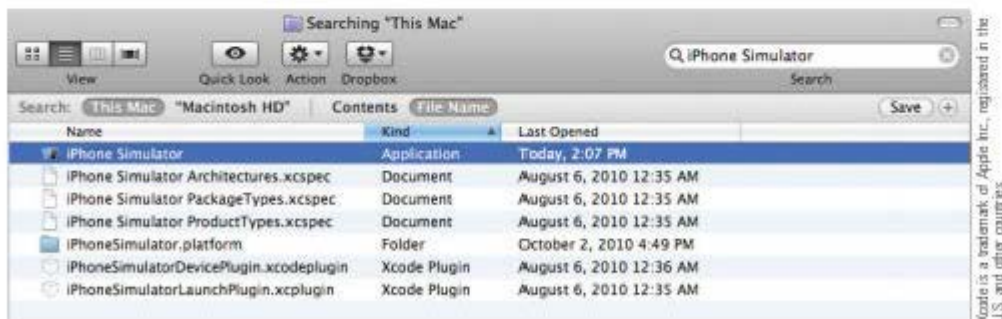 Searching "This Mac"
View
Quick Look
Action
Dropbox
iPhone Simulator
Search
Search: This Mac "Macintosh HD" Contents File Name Save
Name Kind Last Opened
iPhone Simulator Application Today, 2:07 PM
iPhone Simulator Architectures.xcspec Document August 6, 2010 12:35 AM
iPhone Simulator PackageTypes.xcspec Document August 6, 2010 12:35 AM
iPhone Simulator ProductTypes.xcspec Document August 6, 2010 12:35 AM
iPhoneSimulator.platform Folder October 2, 2010 4:49 PM
iPhoneSimulatorDevicePlugin.xcodeplugin Xcode Plugin August 6, 2010 12:36 AM
iPhoneSimulatorLaunchPlugin.xcplugin Xcode Plugin August 6, 2010 12:35 AM
Xcode is a trademark of Apple Inc., registered in the
U.S. and other countries